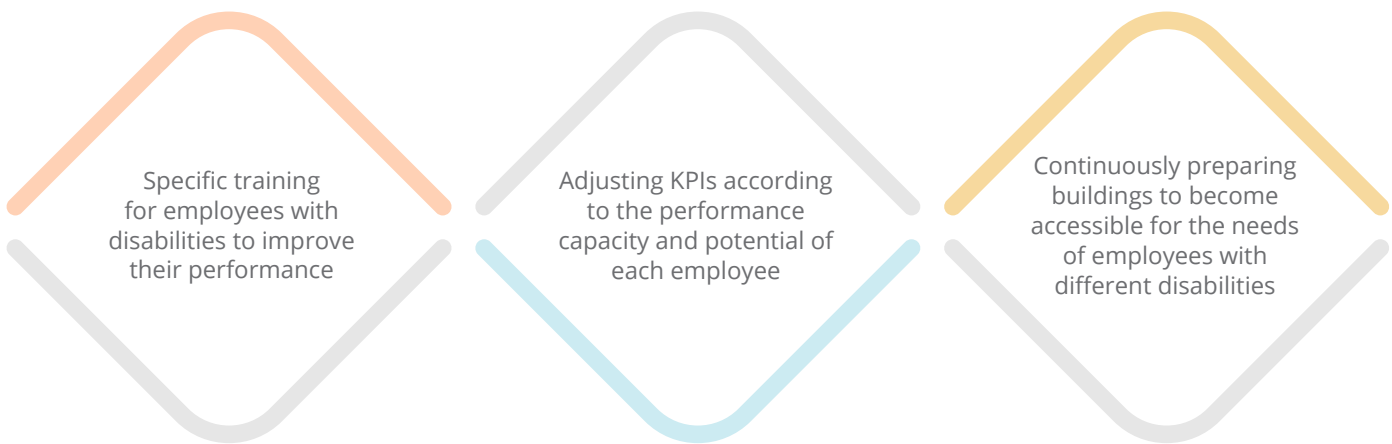 Specific training
for employees with
disabilities to improve
their performance
Adjusting KPIs according
to the performance
capacity and potential of
each employee
Continuously preparing
buildings to become
accessible for the needs
of employees with
different disabilities